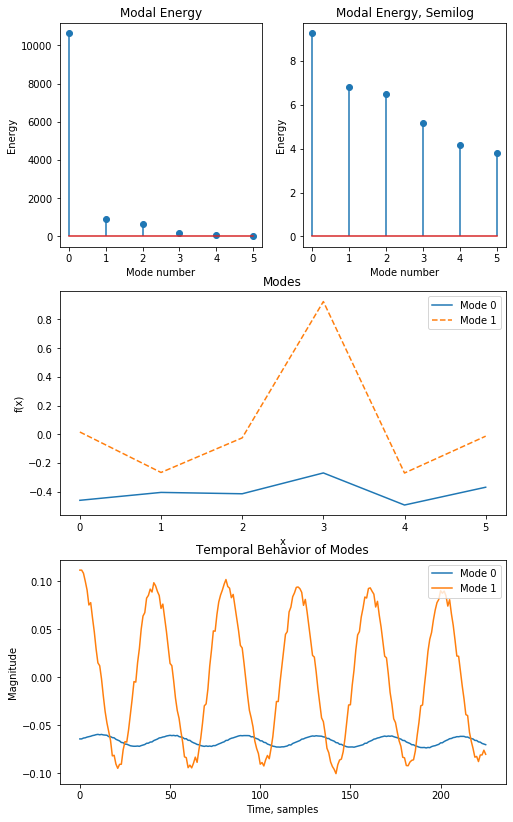 Modal Energy
Energy
10000
8000
6000
4000
2000
0
0 1 2 3 4 5
Mode number
Modal Energy, Semilog
Energy
8
6
4
2
0
0 1 2 3 4 5
Mode number
Modes
f(x)
0.8
0.6
0.4
0.2
0.0
−0.2
−0.4
Mode 0
Mode 1
0 1 2 3 4 5
x
Temporal Behavior of Modes
Magnitude
0.10
0.05
0.00
−0.05
−0.10
Mode 0
Mode 1
0 50 100 150 200
Time, samples